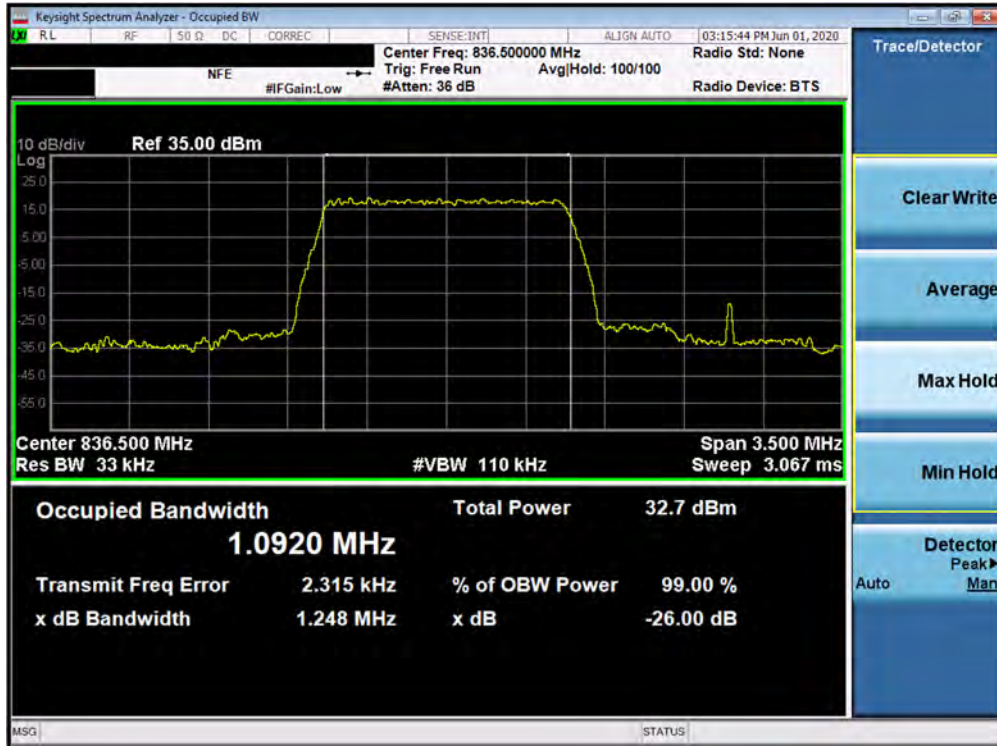 Keysight Spectrum Analyzer - Occupied BW
LXI RL RF 50 Ω DC CORREC SENSE:INT ALIGN AUTO 03:15:44 PM Jun 01, 2020
Center Freq: 836.500000 MHz Radio Std: None
NFE Trig: Free Run Avg|Hold: 100/100
#IFGain:Low #Atten: 36 dB Radio Device: BTS
10 dB/div Ref 35.00 dBm
Log
25.0
15.0
5.00
-5.00
-15.0
-25.0
-35.0
-45.0
-55.0
Center 836.500 MHz Span 3.500 MHz
Res BW 33 kHz #VBW 110 kHz Sweep 3.067 ms
Occupied Bandwidth Total Power 32.7 dBm
1.0920 MHz
Transmit Freq Error 2.315 kHz % of OBW Power 99.00 %
x dB Bandwidth 1.248 MHz x dB -26.00 dB
MSG STATUS
Trace/Detector
Clear Write
Average
Max Hold
Min Hold
Detector
Peak▶
Auto Man